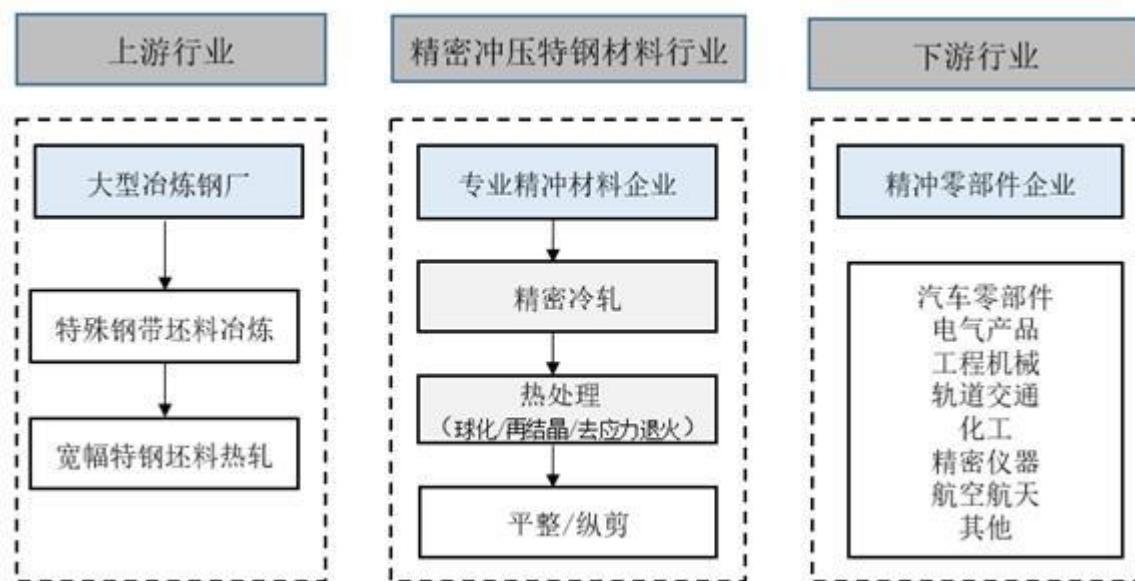 上游行业
大型冶炼钢厂
特殊钢带坯料冶炼
宽幅特钢坯料热轧
精密冲压特钢材料行业
专业精冲材料企业
精密冷轧
热处理
（球化/再结晶/去应力退火）
平整/纵剪
下游行业
精冲零部件企业
汽车零部件
电气产品
工程机械
轨道交通
化工
精密仪器
航空航天
其他